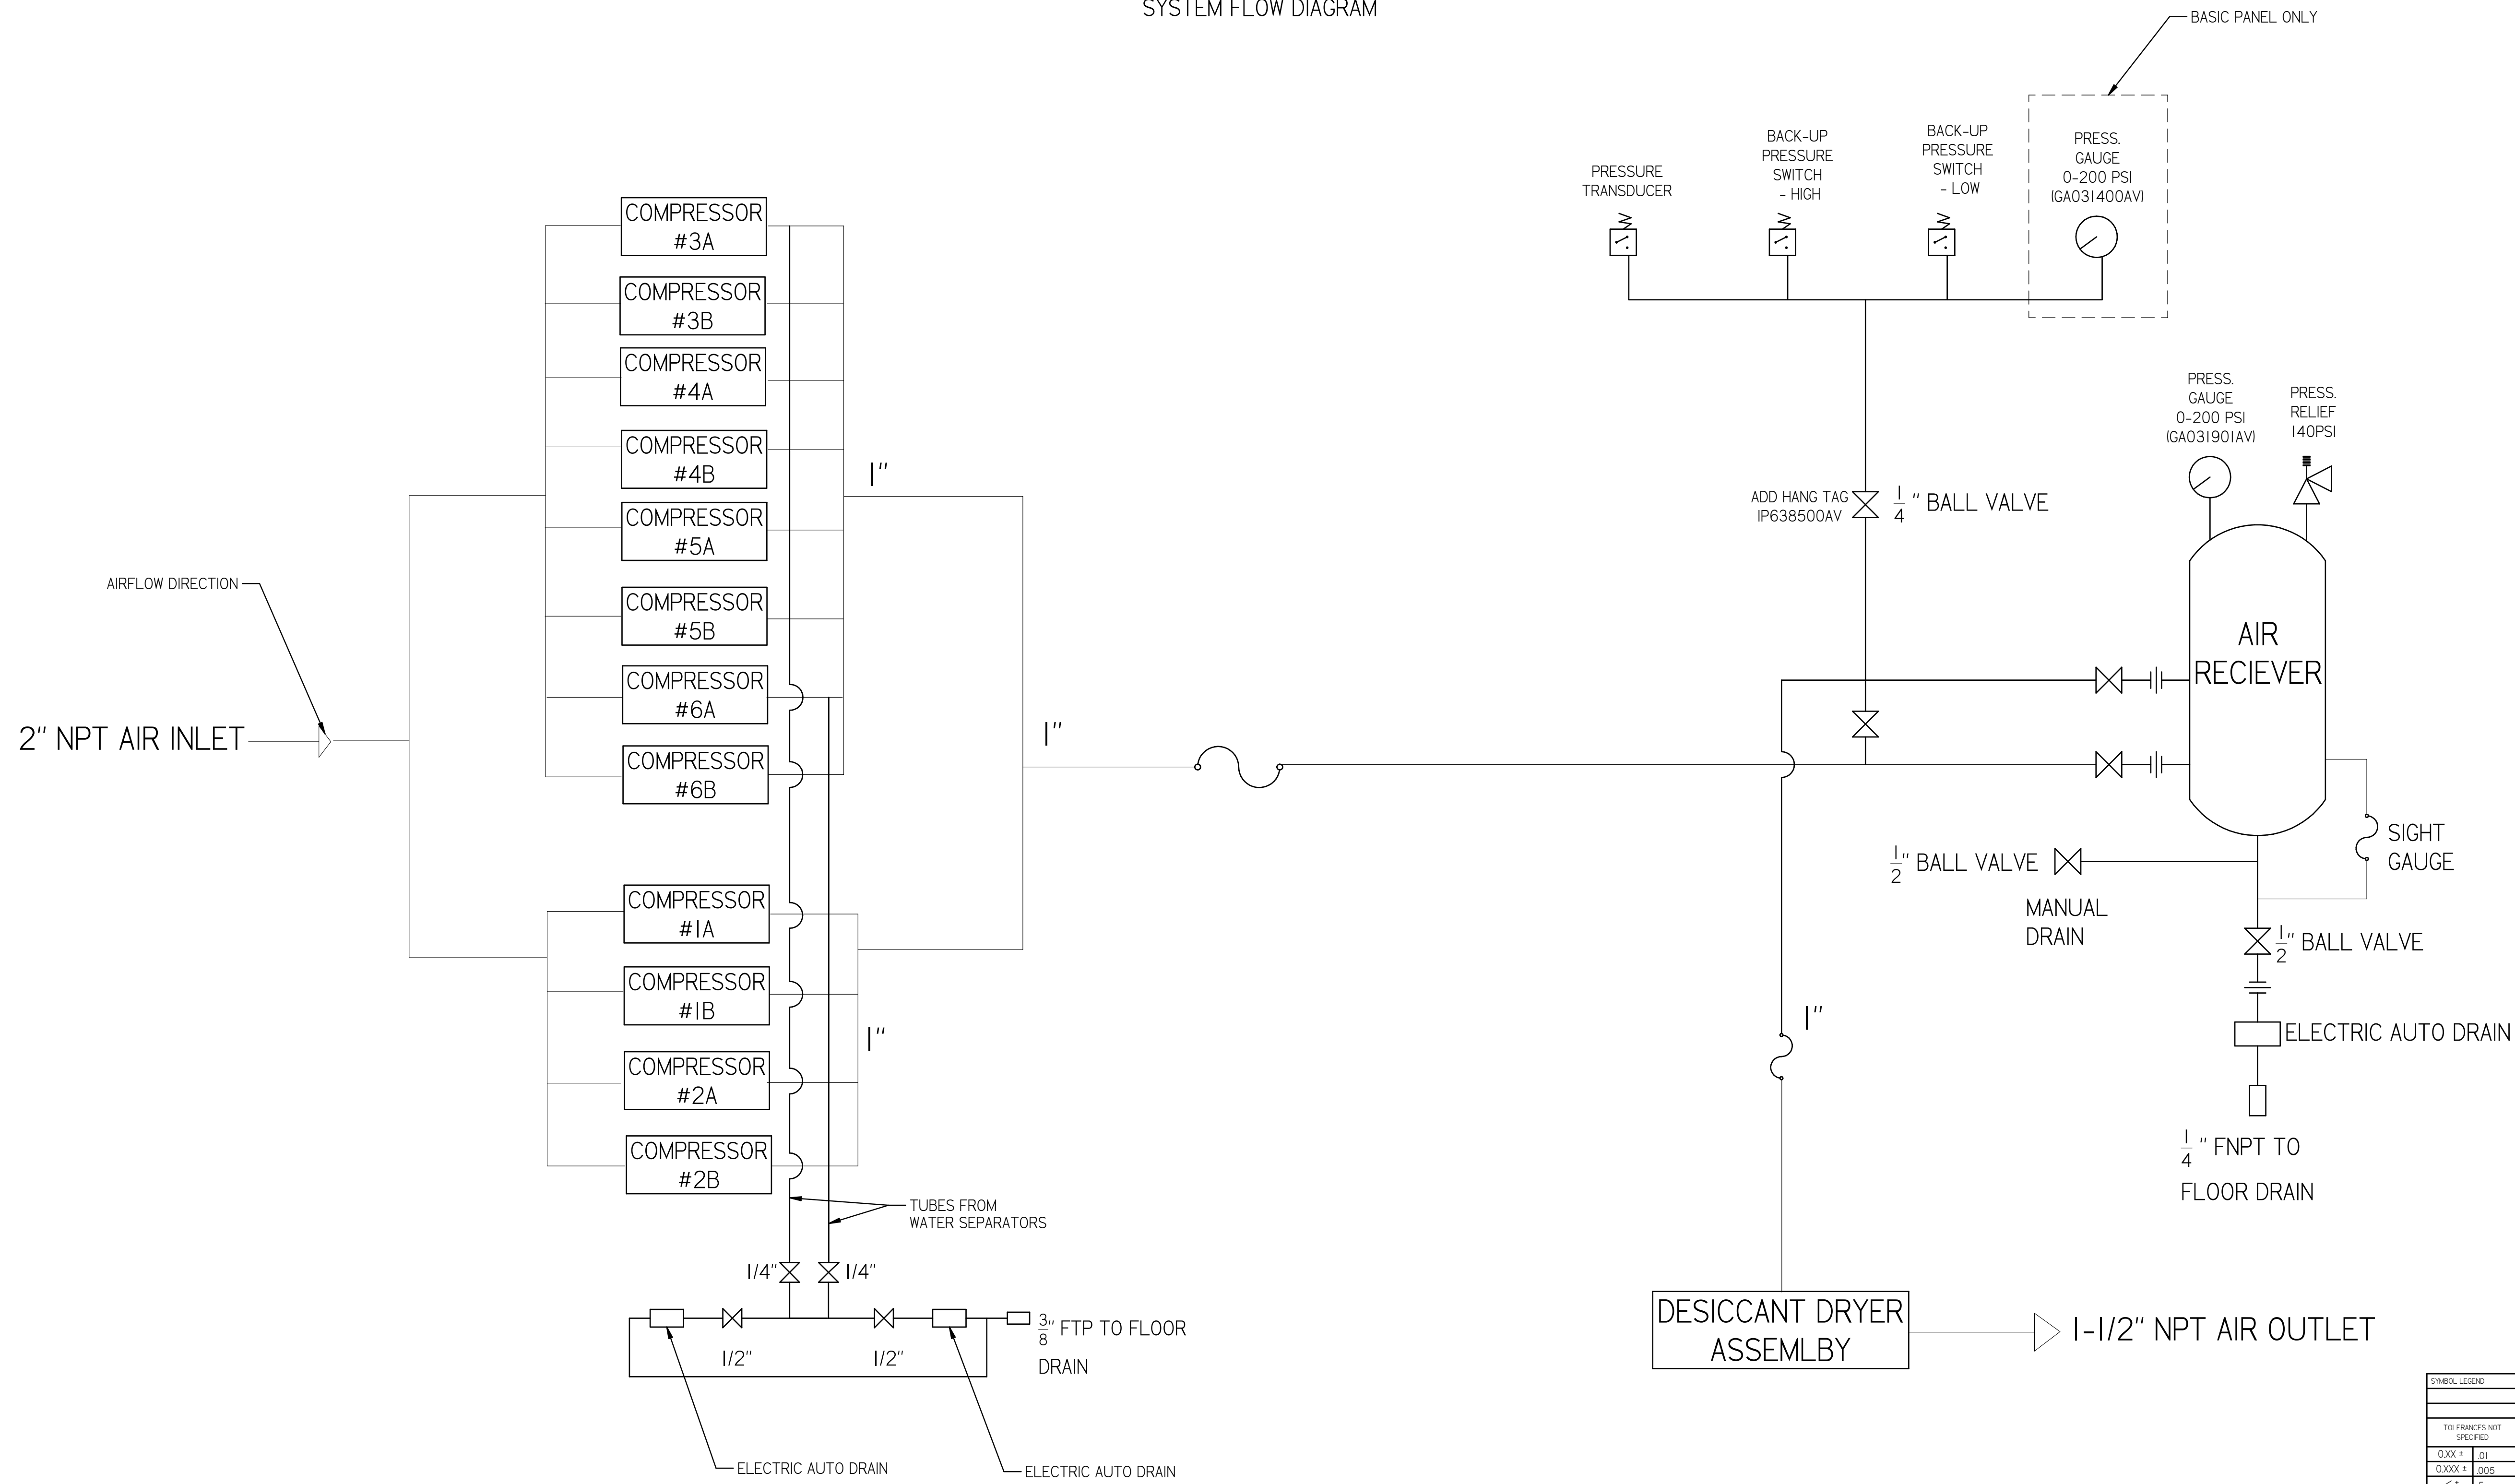 SYSTEM FLOW DIAGRAM
BASIC PANEL ONLY
PRESSURE
TRANSDUCER
BACK-UP
PRESSURE
SWITCH
- HIGH
BACK-UP
PRESSURE
SWITCH
- LOW
PRESS.
GAUGE
0-200 PSI
(GA031400AV)
COMPRESSOR
#3A
COMPRESSOR
#3B
COMPRESSOR
#4A
COMPRESSOR
#4B
COMPRESSOR
#5A
COMPRESSOR
#5B
COMPRESSOR
#6A
COMPRESSOR
#6B
COMPRESSOR
#1A
COMPRESSOR
#1B
COMPRESSOR
#2A
COMPRESSOR
#2B
1"
1"
1"
AIRFLOW DIRECTION
2" NPT AIR INLET
ADD HANG TAG
IP638500AV
1/4 " BALL VALVE
PRESS.
GAUGE
0-200 PSI
(GA031901AV)
PRESS.
RELIEF
140PSI
AIR
RECIEVER
SIGHT
GAUGE
1/2" BALL VALVE
MANUAL
DRAIN
1/2" BALL VALVE
ELECTRIC AUTO DRAIN
1/4 " FNPT TO
FLOOR DRAIN
1"
TUBES FROM
WATER SEPARATORS
1/4"
1/4"
1/2"
1/2"
3/8" FTP TO FLOOR
DRAIN
ELECTRIC AUTO DRAIN
ELECTRIC AUTO DRAIN
DESICCANT DRYER
ASSEMLBY
1-1/2" NPT AIR OUTLET
SYMBOL LEGEND
TOLERANCES NOT
SPECIFIED
0.XX ± .01
0.XXX ± .005